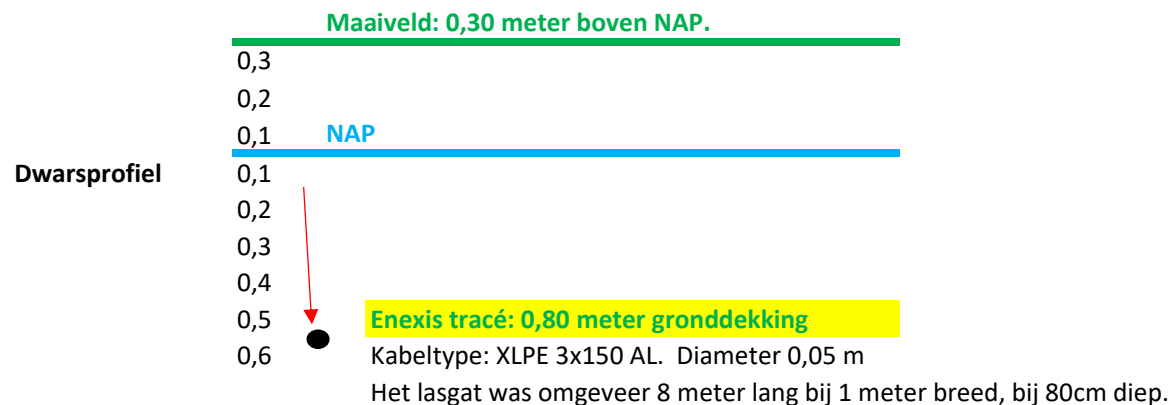 Maaiveld: 0,30 meter boven NAP.
0,3
0,2
0,1 NAP
Dwarsprofiel 0,1
0,2
0,3
0,4
0,5 Enexis tracé: 0,80 meter gronddekking
0,6 Kabeltype: XLPE 3x150 AL. Diameter 0,05 m
Het lasgat was omgeveer 8 meter lang bij 1 meter breed, bij 80cm diep.